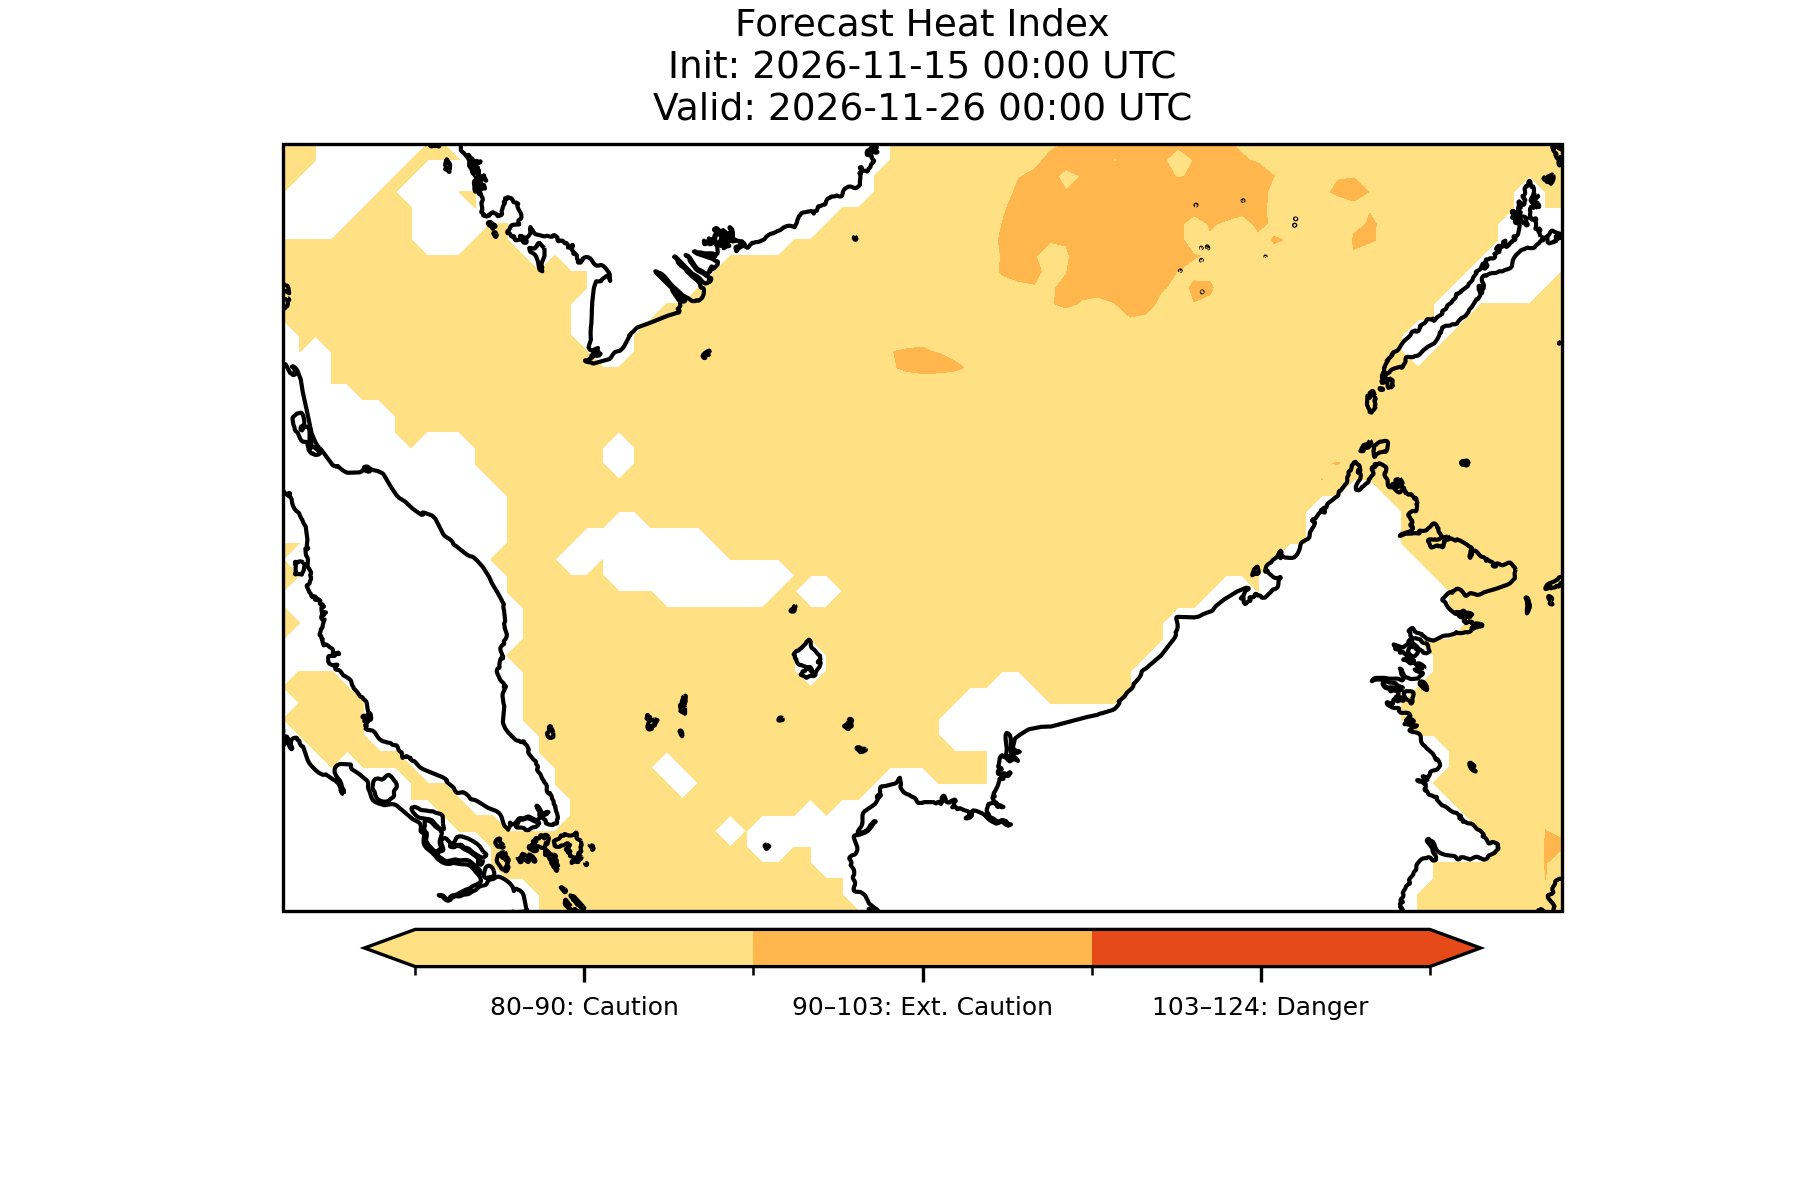 Forecast Heat Index
Init: 2026-11-15 00:00 UTC
Valid: 2026-11-26 00:00 UTC
80–90: Caution
90–103: Ext. Caution
103–124: Danger